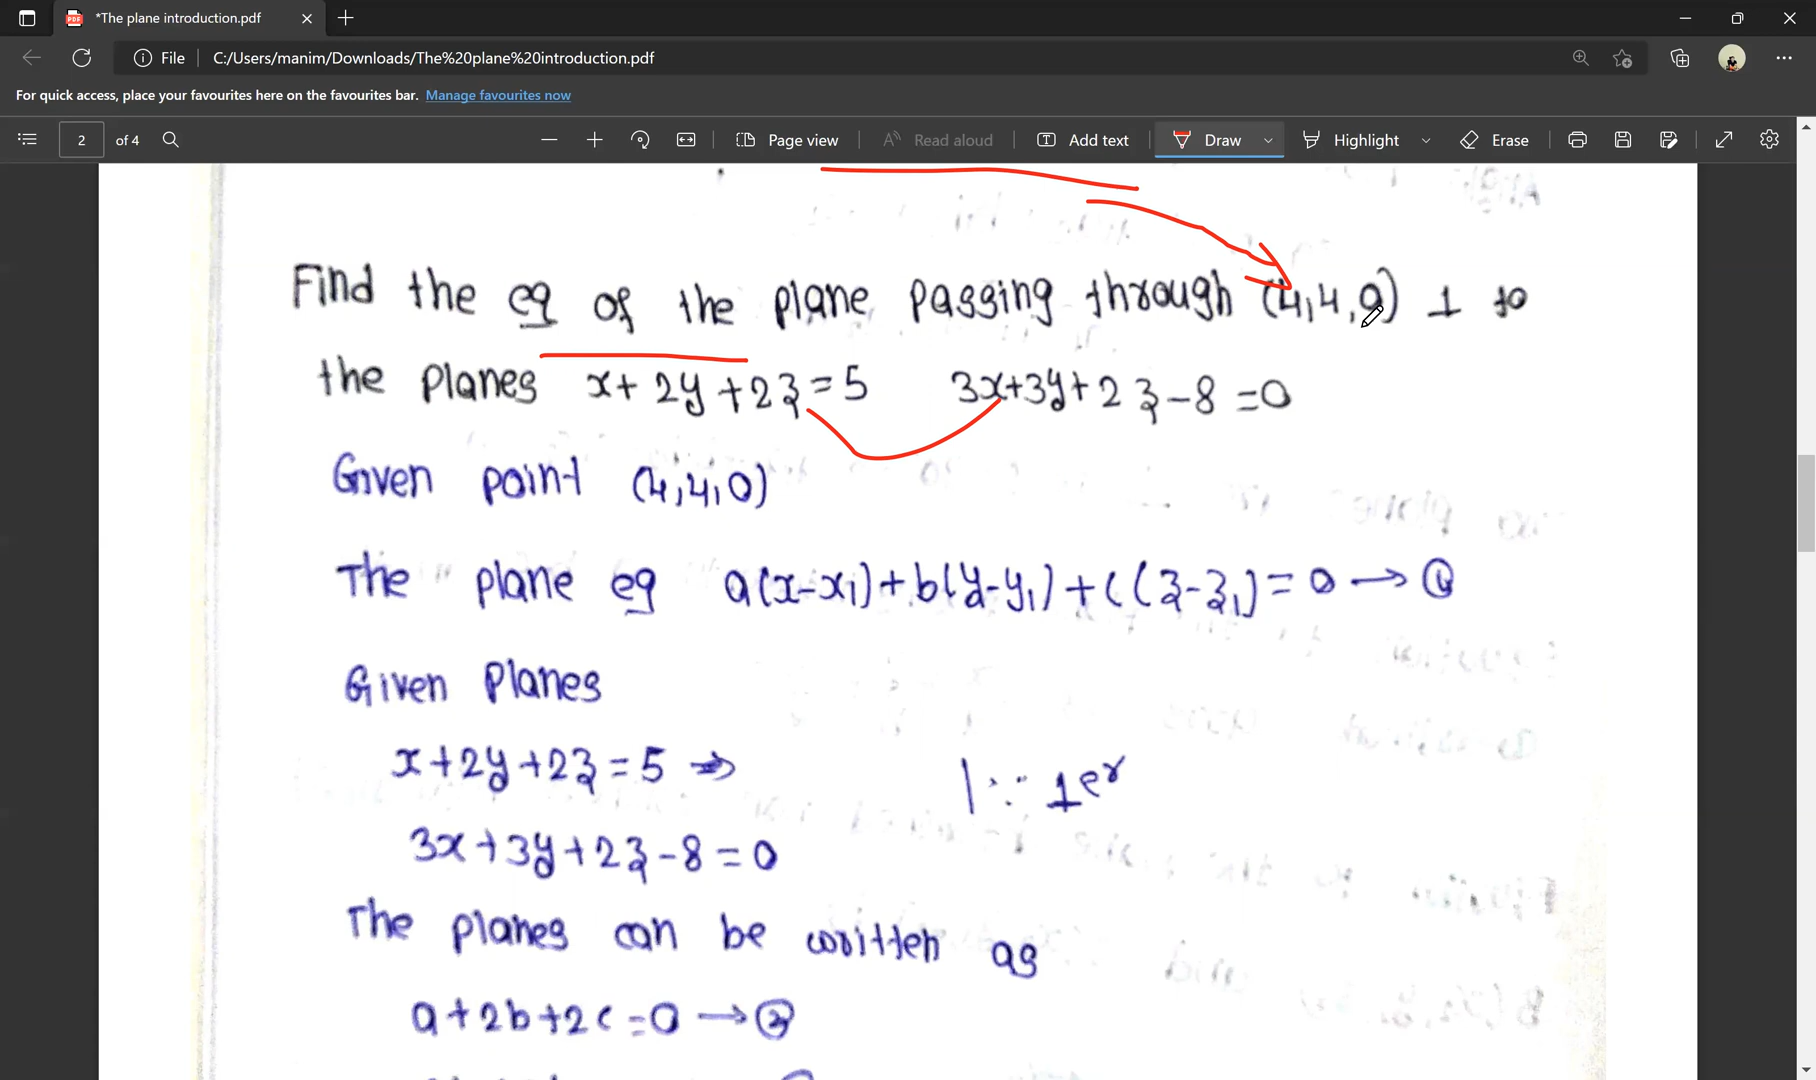 *The plane introduction.pdf
File C:/Users/manim/Downloads/The%20plane%20introduction.pdf
For quick access, place your favourites here on the favourites bar. Manage favourites now
2 of 4 Page view Read aloud Add text Draw Highlight Erase
Find the eq of the plane passing through (4,4,0) ⊥ to
the planes x+2y+2z=5 3x+3y+2z-8=0
Given point (4,4,0)
The plane eq a(x-x₁)+b(y-y₁)+c(z-z₁)=0 → ①
Given Planes
x+2y+2z=5 ⇒
3x+3y+2z-8=0
| ∵ ⊥er
The planes can be written as
a+2b+2c=0 → ②